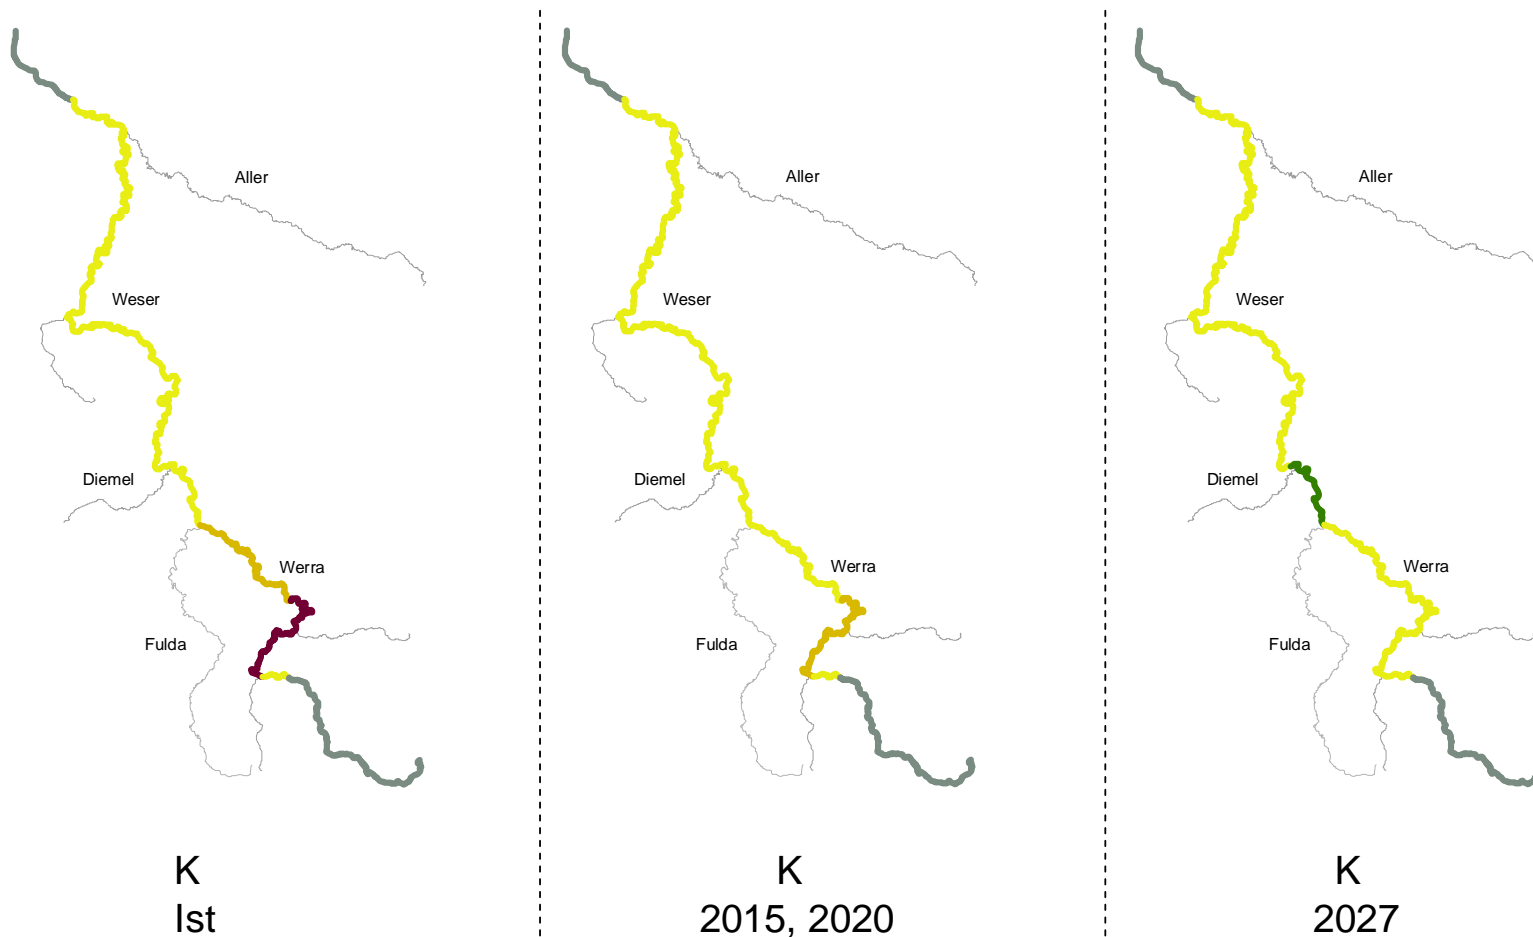 Aller
Weser
Diemel
Werra
Fulda
K
Ist
Aller
Weser
Diemel
Werra
Fulda
K
2015, 2020
Aller
Weser
Diemel
Werra
Fulda
K
2027